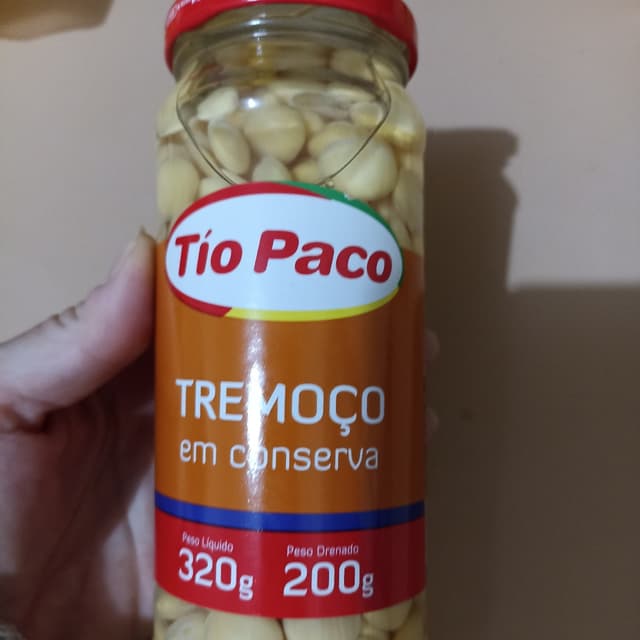 Tío Paco
TREMOÇO
em conserva
Peso Líquido
320g
Peso Drenado
200g